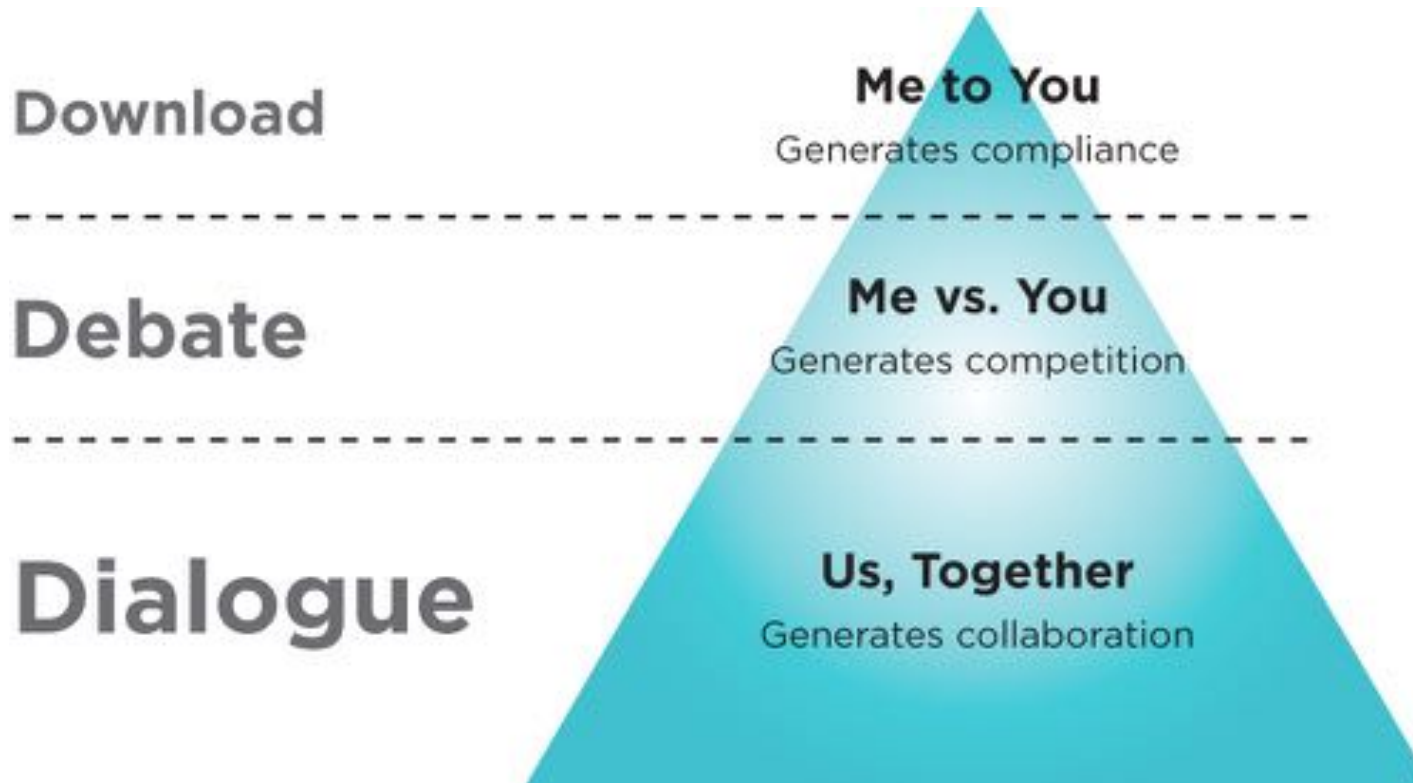 Download
Me to You
Generates compliance
Debate
Me vs. You
Generates competition
Dialogue
Us, Together
Generates collaboration